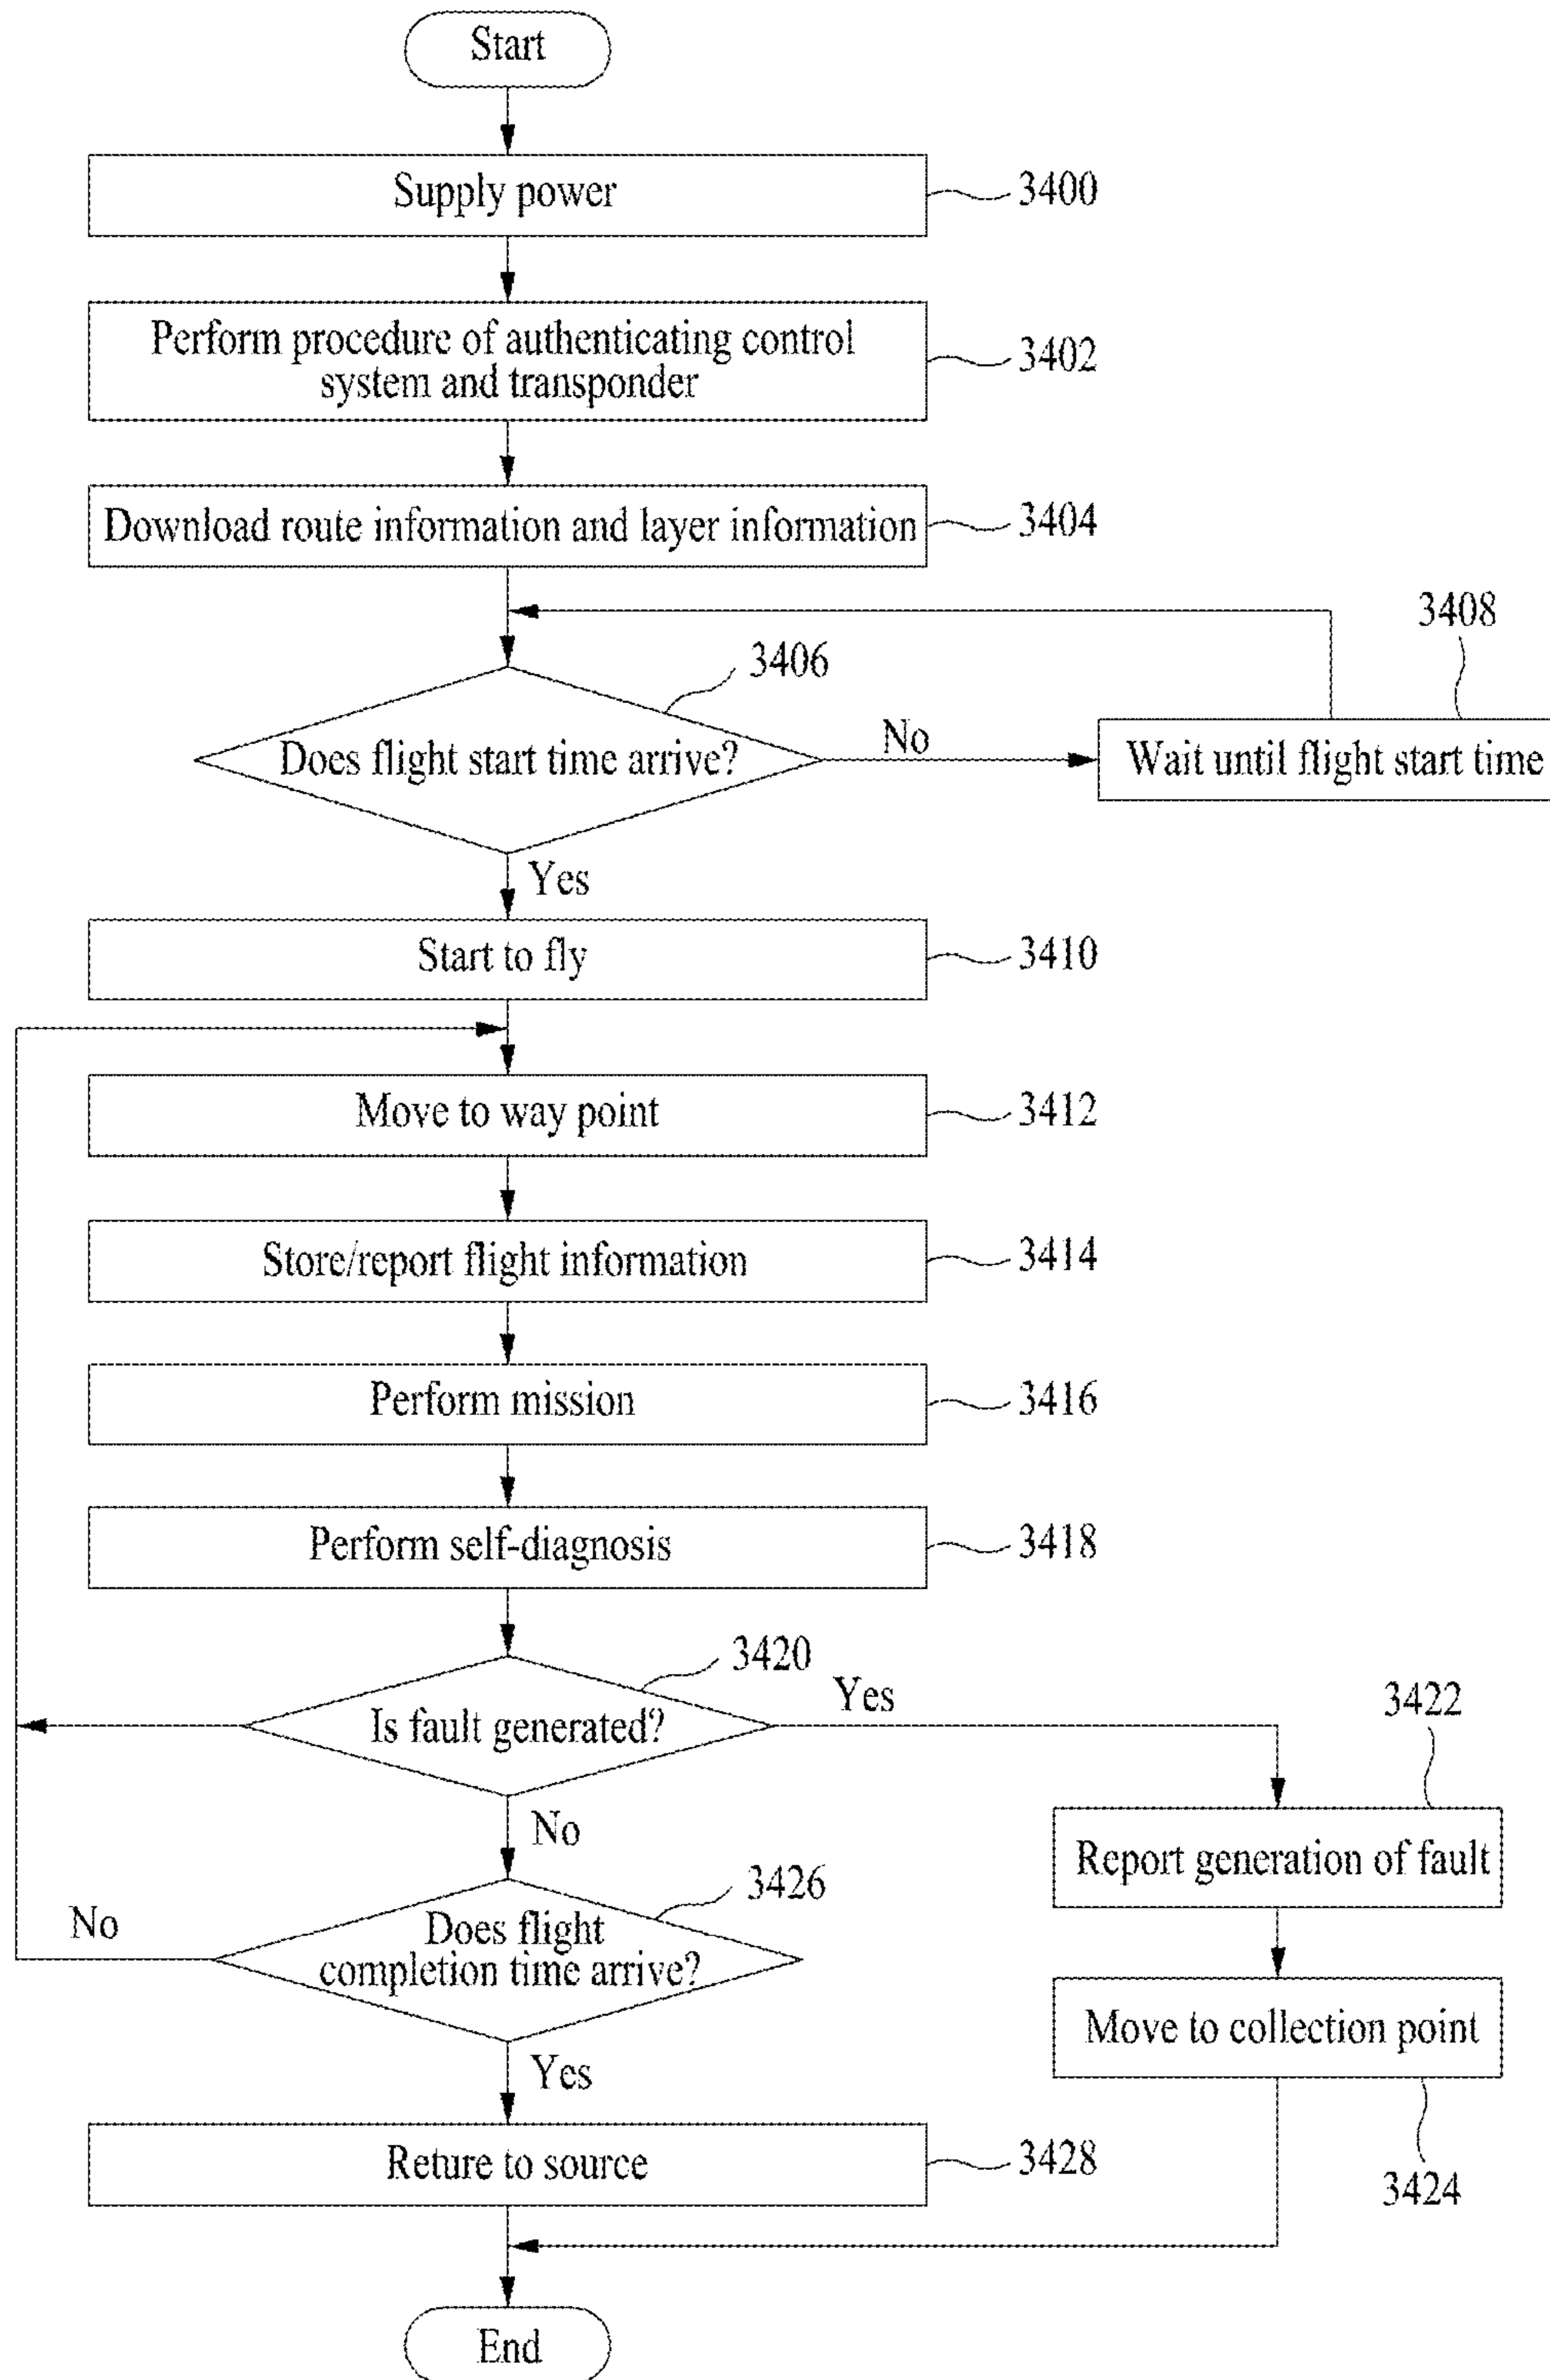 Start
Supply power
3400
Perform procedure of authenticating control
system and transponder
3402
Download route information and layer information
3404
3408
3406
Does flight start time arrive?
No
Wait until flight start time
Yes
Start to fly
3410
Move to way point
3412
Store/report flight information
3414
Perform mission
3416
Perform self-diagnosis
3418
3420
Is fault generated?
Yes
3422
No
Report generation of fault
3426
No
Does flight
completion time arrive?
Move to collection point
Yes
Reture to source
3428
3424
End